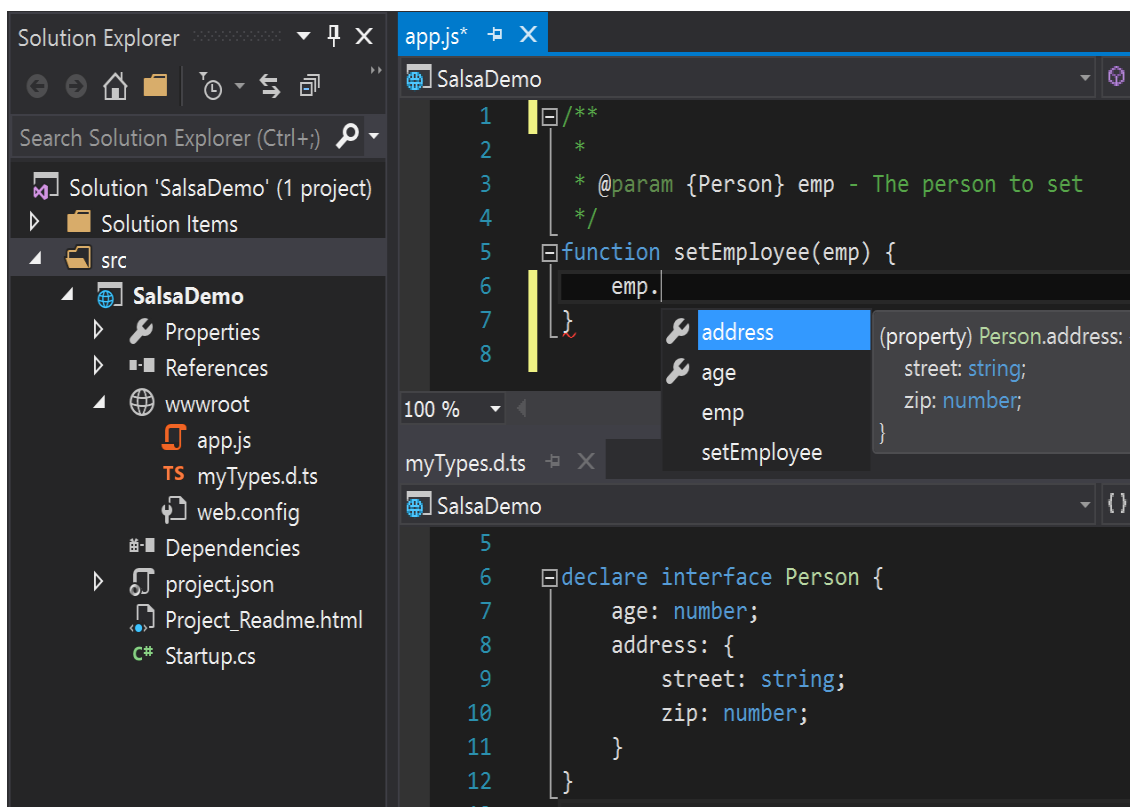 Solution Explorer
Search Solution Explorer (Ctrl+;)
Solution 'SalsaDemo' (1 project)
Solution Items
src
SalsaDemo
Properties
References
wwwroot
app.js
TS myTypes.d.ts
web.config
Dependencies
project.json
Project_Readme.html
C# Startup.cs
app.js*
SalsaDemo
1 /**
2 *
3 * @param {Person} emp - The person to set
4 */
5 function setEmployee(emp) {
6 emp.
7 }
8
address
age
emp
setEmployee
(property) Person.address:
street: string;
zip: number;
}
100 %
myTypes.d.ts
SalsaDemo
{}
5
6 declare interface Person {
7 age: number;
8 address: {
9 street: string;
10 zip: number;
11 }
12 }